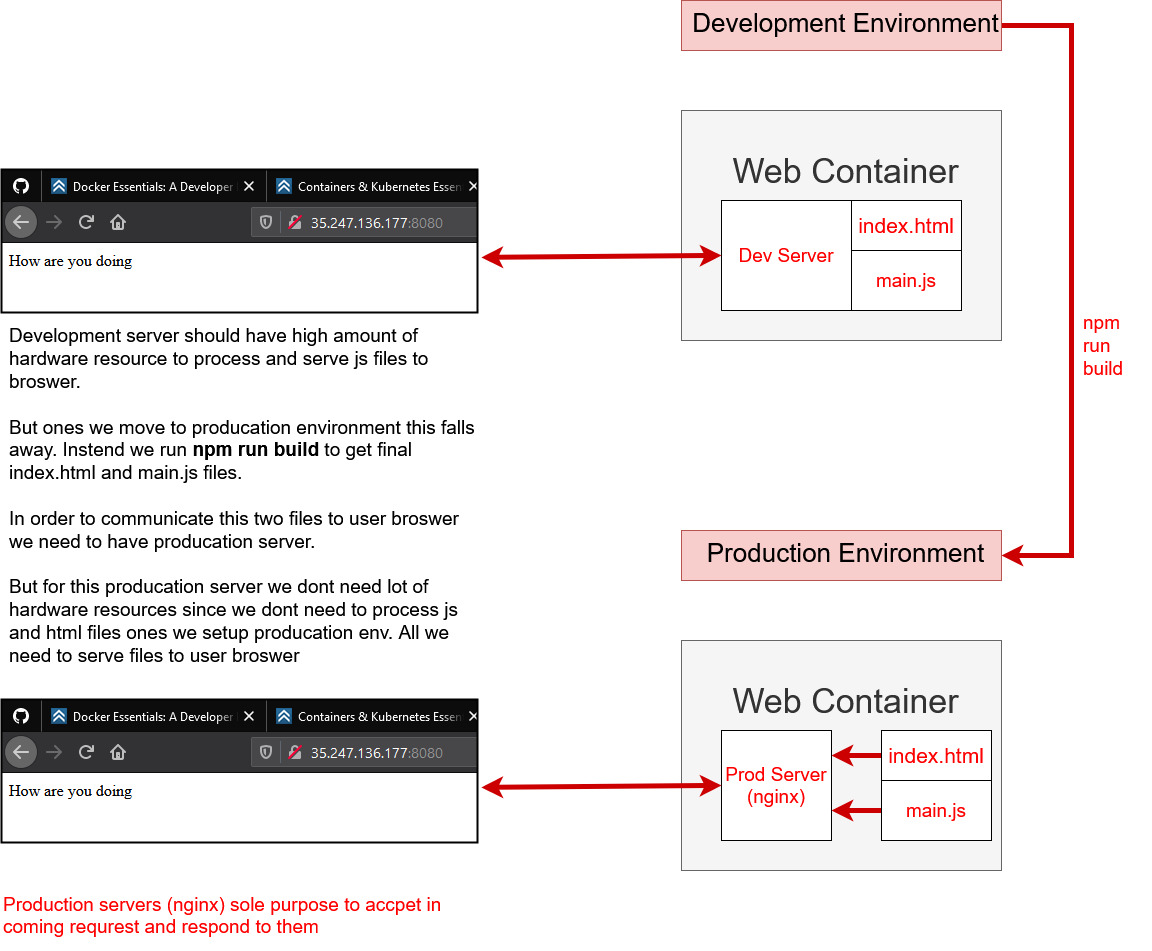 Development Environment
Web Container
Docker Essentials: A Developer
Containers & Kubernetes Essen
35.247.136.177:8080
index.html
How are you doing
Dev Server
main.js
Development server should have high amount of
hardware resource to process and serve js files to
broswer.
npm
run
build
But ones we move to producation environment this falls
away. Instend we run npm run build to get final
index.html and main.js files.
In order to communicate this two files to user broswer
we need to have producation server.
Production Environment
But for this producation server we dont need lot of
hardware resources since we dont need to process js
and html files ones we setup producation env. All we
need to serve files to user broswer
Web Container
Docker Essentials: A Developer
Containers & Kubernetes Essen
35.247.136.177:8080
index.html
How are you doing
Prod Server
(nginx)
main.js
Production servers (nginx) sole purpose to accpet in
coming requrest and respond to them